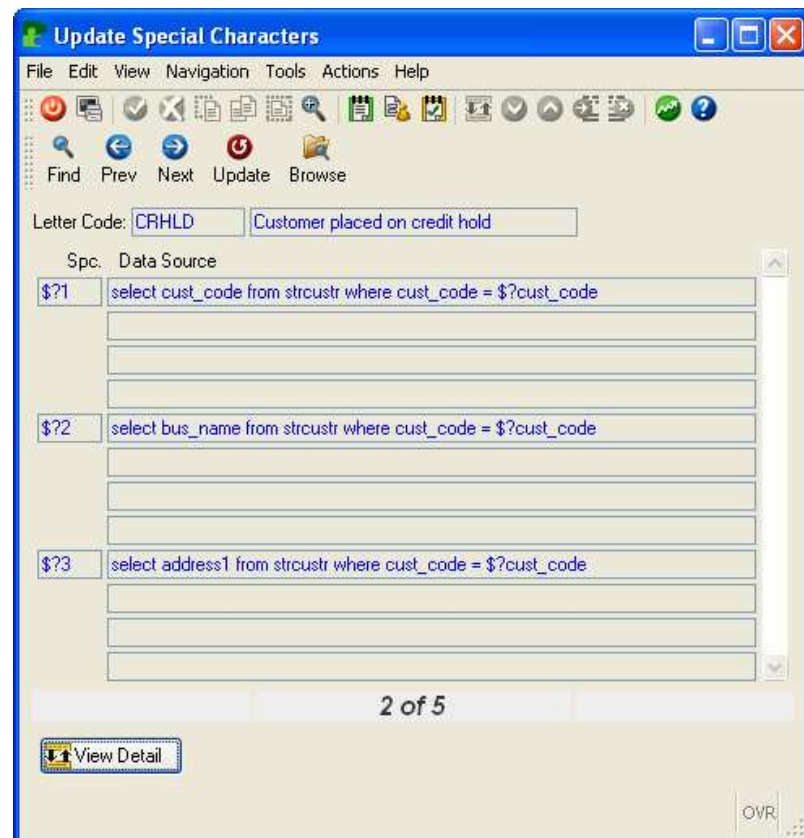 Update Special Characters
File Edit View Navigation Tools Actions Help
Find Prev Next Update Browse
Letter Code: CRHLD Customer placed on credit hold
Spc. Data Source
$?1 select cust_code from strcustr where cust_code = $?cust_code
$?2 select bus_name from strcustr where cust_code = $?cust_code
$?3 select address1 from strcustr where cust_code = $?cust_code
2 of 5
View Detail
OVR